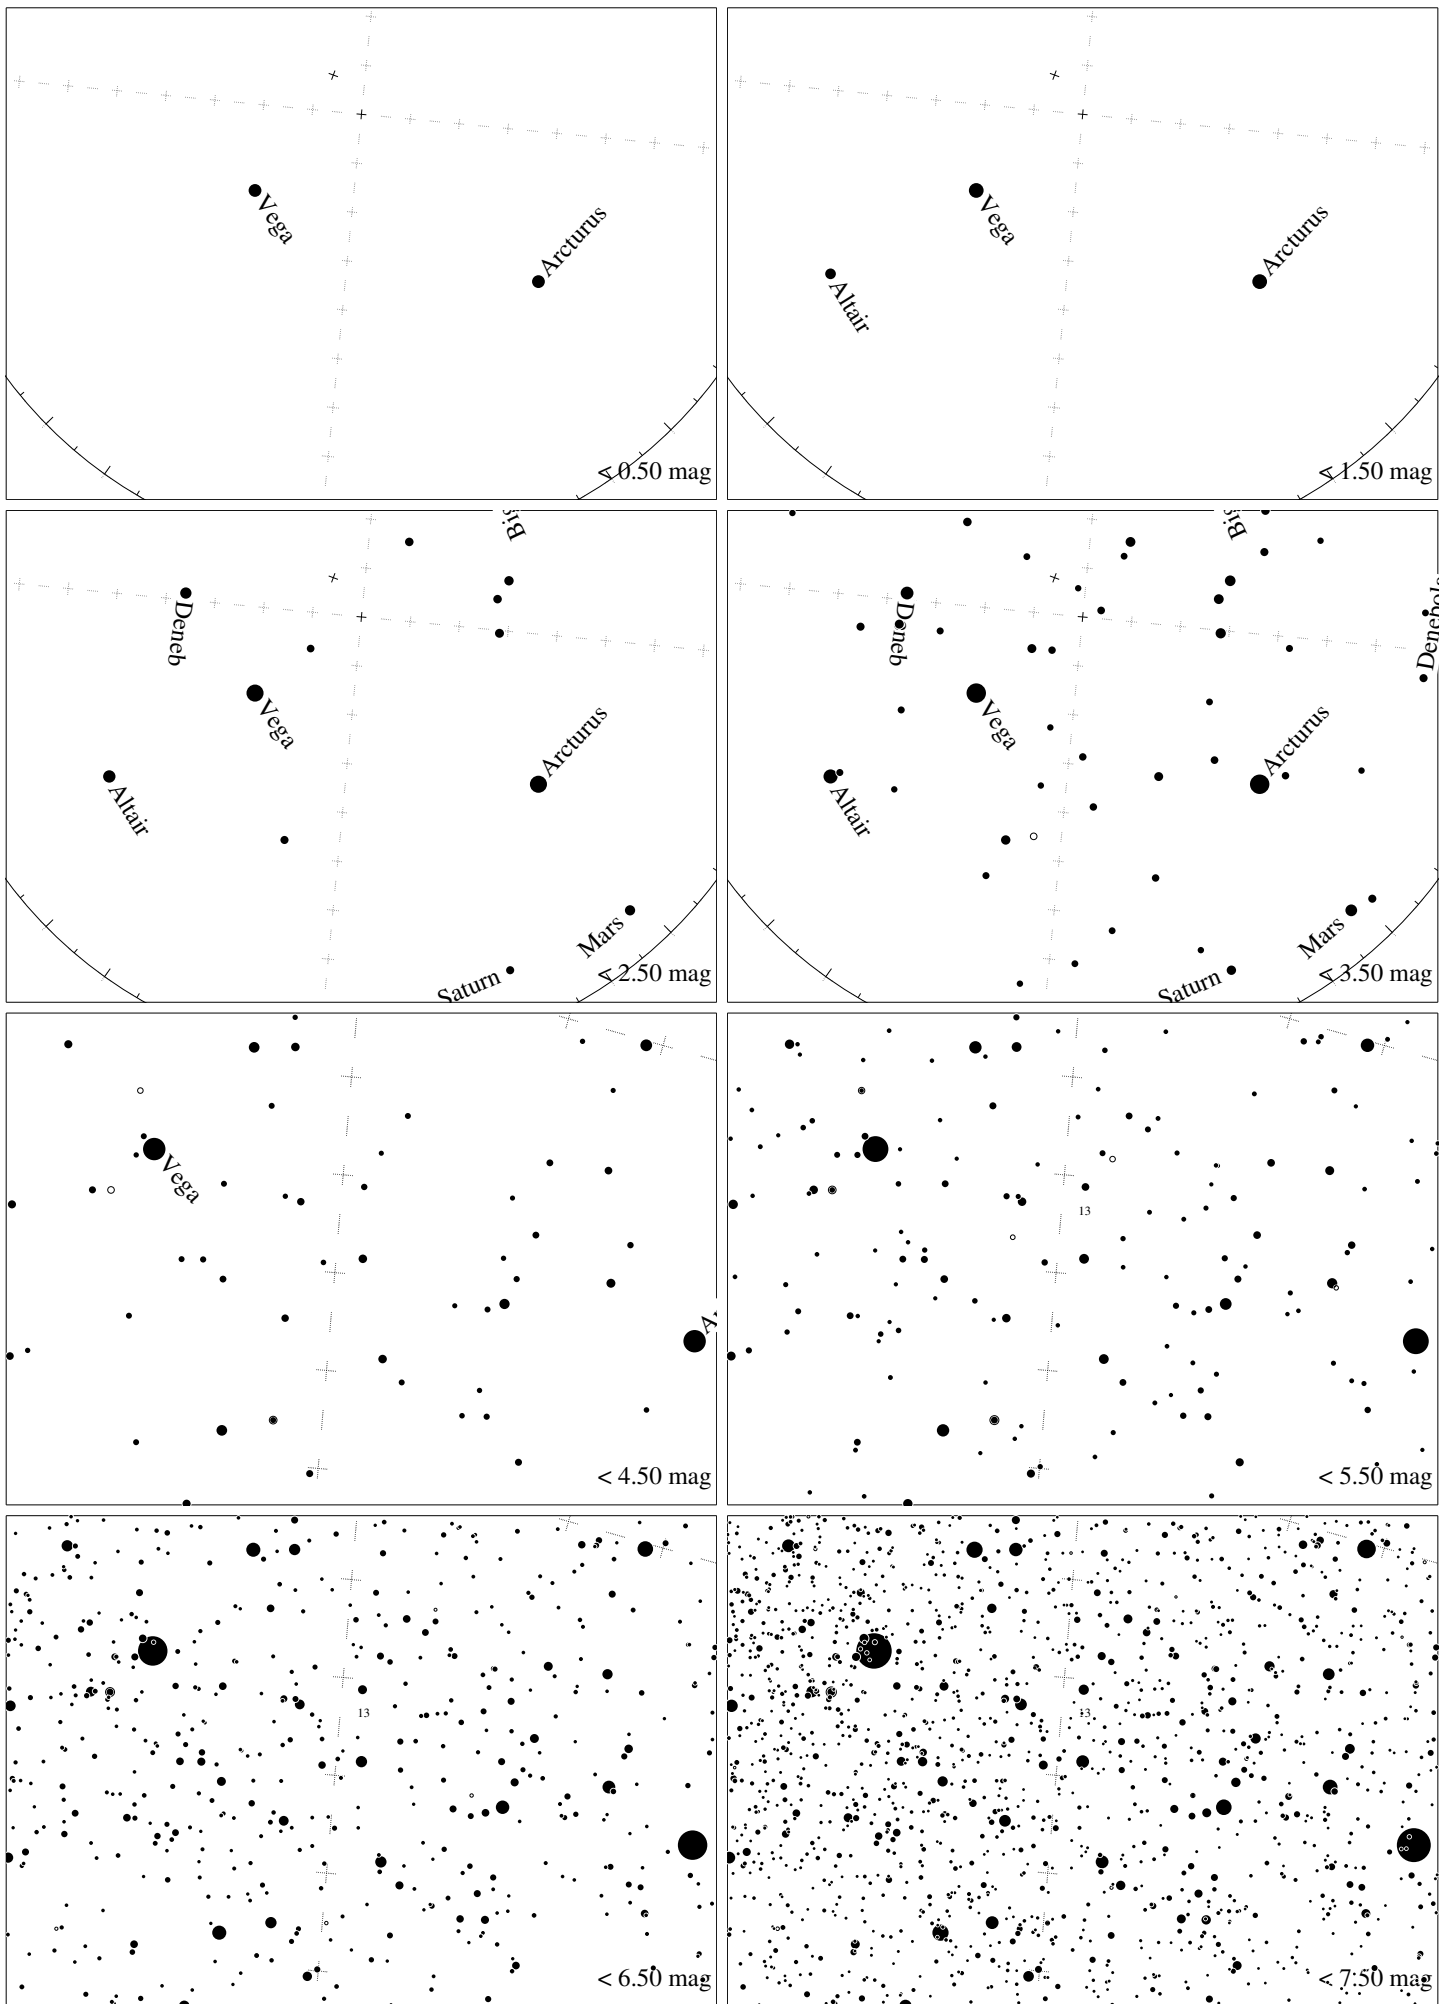 Vega
Arcturus
< 0.50 mag
Vega
Arcturus
Altair
< 1.50 mag
Deneb
Vega
Arcturus
Altair
Mars
Saturn
< 2.50 mag
Deneb
Vega
Arcturus
Altair
Mars
Saturn
< 3.50 mag
Vega
< 4.50 mag
13
< 5.50 mag
13
< 6.50 mag
13
< 7.50 mag